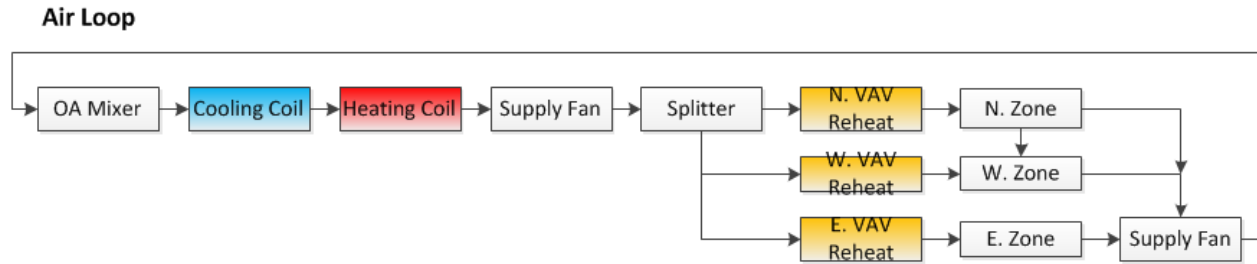 Air Loop
OA Mixer
Cooling Coil
Heating Coil
Supply Fan
Splitter
N. VAV
Reheat
N. Zone
W. VAV
Reheat
W. Zone
E. VAV
Reheat
E. Zone
Supply Fan